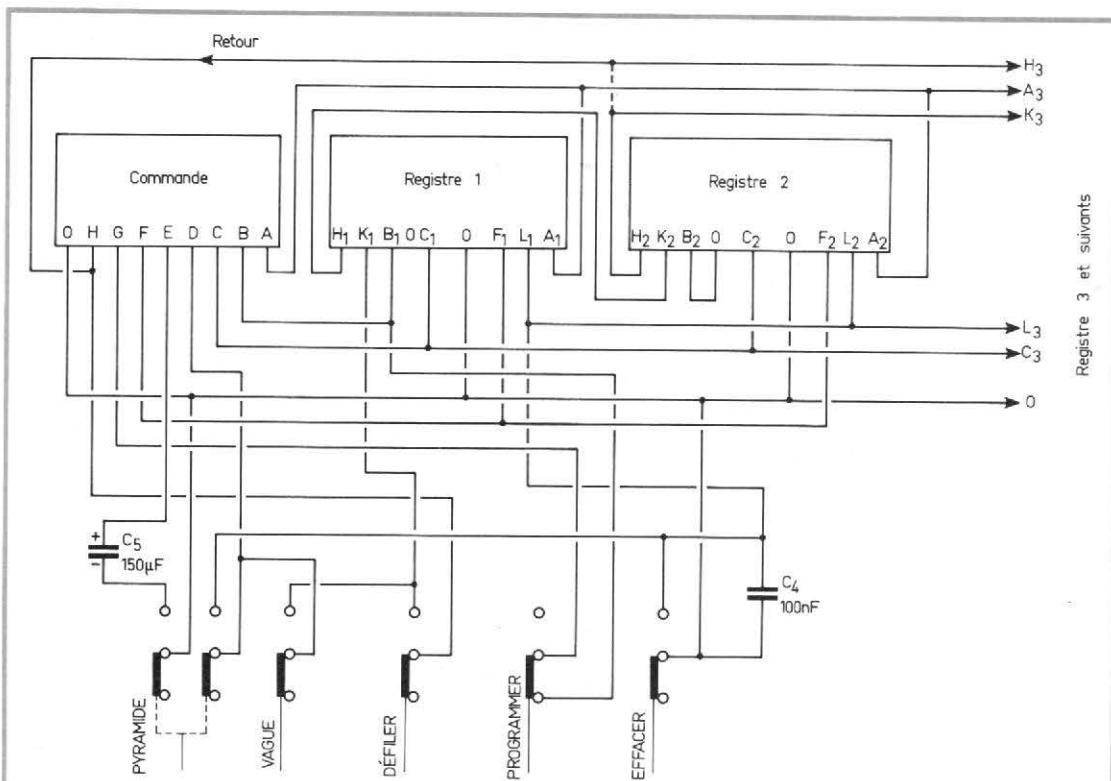 Retour
H3
A3
K3
Commande
Registre 1
Registre 2
O H G F E D C B A
H1 K1 B1 O C1 O F1 L1 A1
H2 K2 B2 O C2 O F2 L2 A2
Registre 3 et suivants
L3
C3
O
+
C5
-
150µF
C4
100nF
PYRAMIDE
VAGUE
DÉFILER
PROGRAMMER
EFFACER